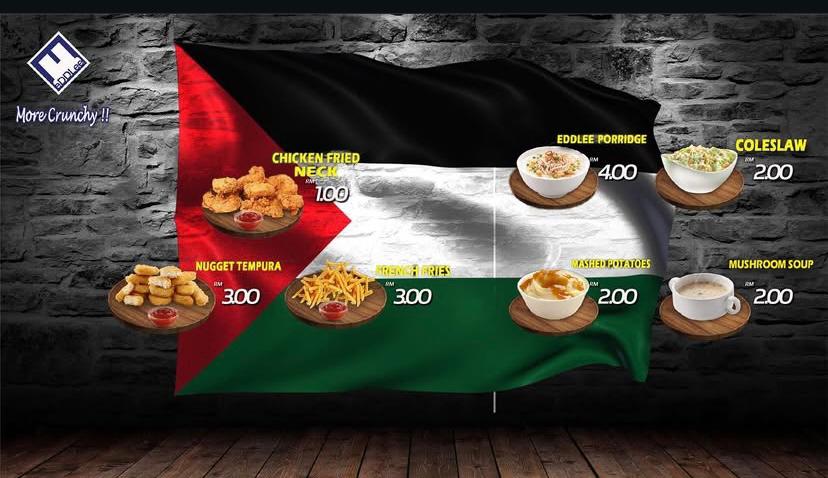 EDDLee
More Crunchy !!
CHICKEN FRIED
NECK
RM 1.00
EDDLEE PORRIDGE
RM 4.00
COLESLAW
RM 2.00
NUGGET TEMPURA
RM 3.00
FRENCH FRIES
RM 3.00
MASHED POTATOES
RM 2.00
MUSHROOM SOUP
RM 2.00